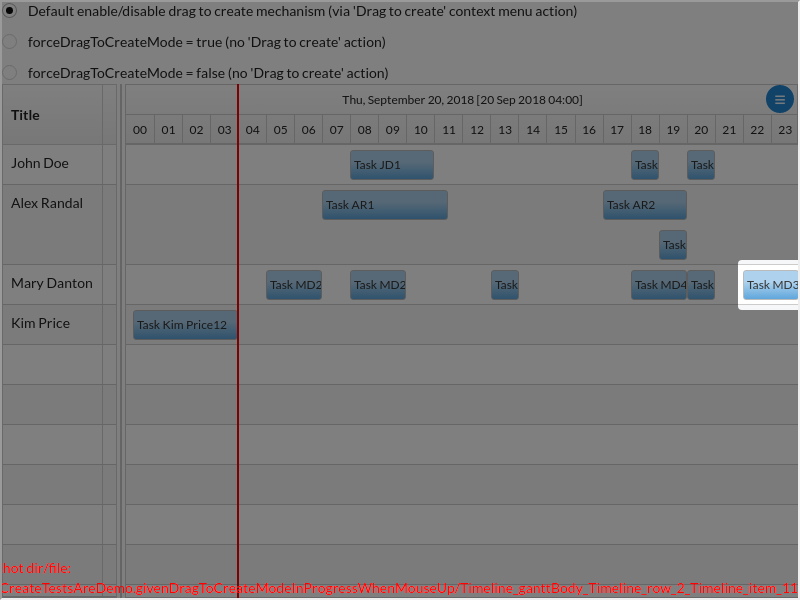 Default enable/disable drag to create mechanism (via 'Drag to create' context menu action)
forceDragToCreateMode = true (no 'Drag to create' action)
forceDragToCreateMode = false (no 'Drag to create' action)
Title
Thu, September 20, 2018 [20 Sep 2018 04:00]
00 01 02 03 04 05 06 07 08 09 10 11 12 13 14 15 16 17 18 19 20 21 22 23
John Doe Task JD1 Task Task
Alex Randal Task AR1 Task AR2
Task
Mary Danton Task MD2 Task MD2 Task Task MD4 Task Task MD3
Kim Price Task Kim Price12
hot dir/file:
CreateTestsAreDemo.givenDragToCreateModeInProgressWhenMouseUp/Timeline_ganttBody_Timeline_row_2_Timeline_item_11